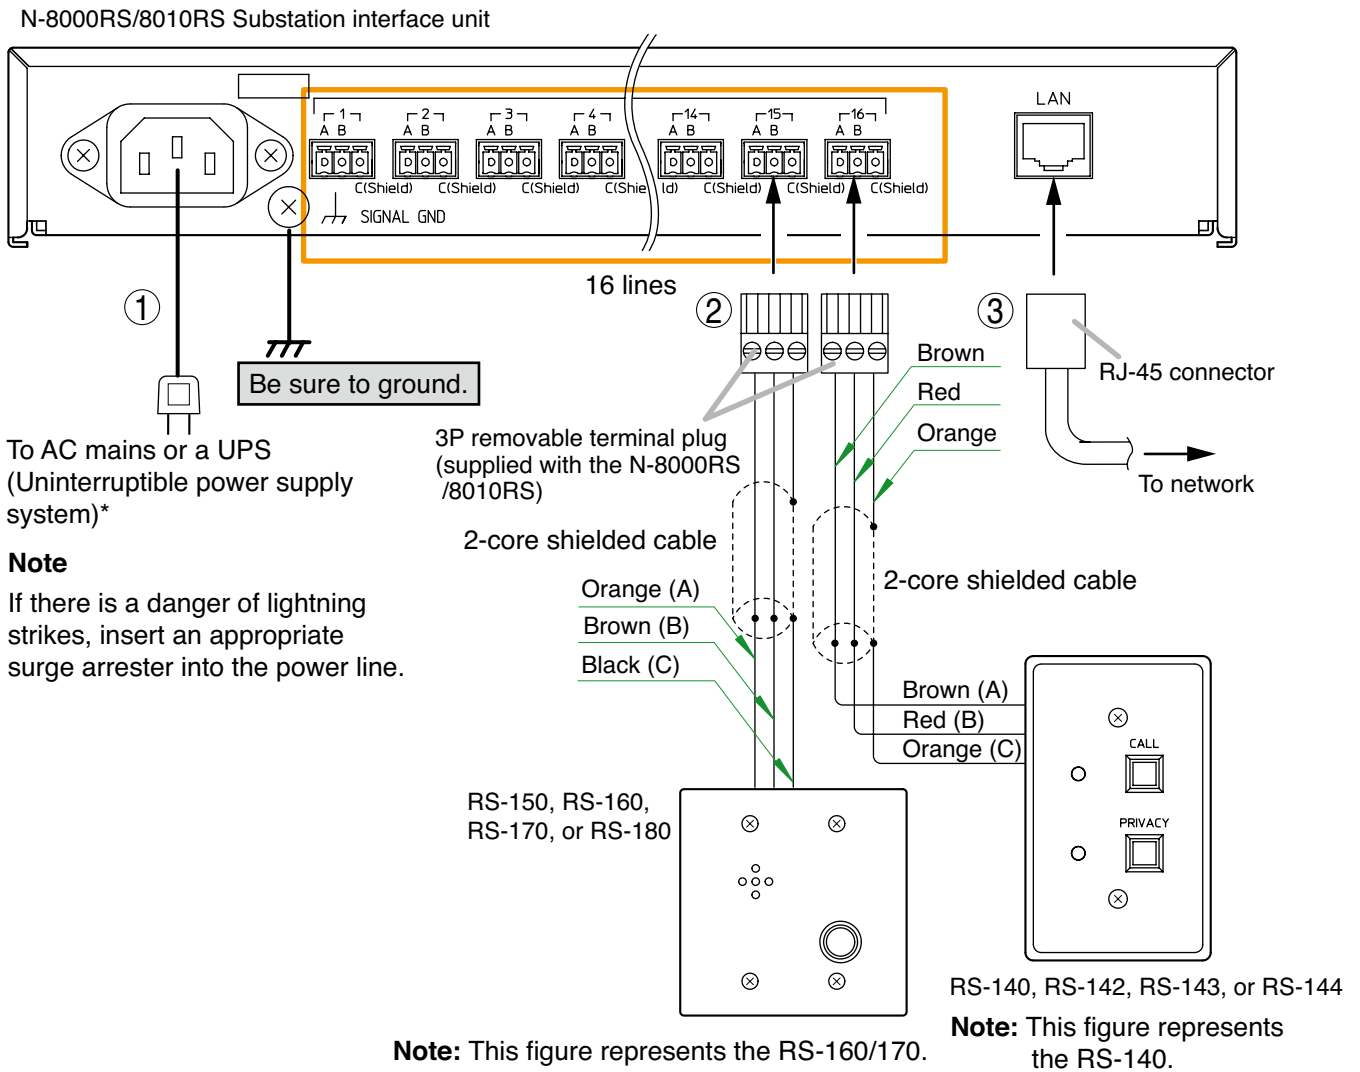 N-8000RS/8010RS Substation interface unit
LAN
1 2 3 4 14 15 16
A B A B A B A B A B A B A B
C(Shield) C(Shield) C(Shield) C(Shie ld) C(Shield) C(Shield) C(Shield)
SIGNAL GND
16 lines
1
2
3
Be sure to ground.
Brown
Red
Orange
RJ-45 connector
To network
To AC mains or a UPS
(Uninterruptible power supply
system)*
3P removable terminal plug
(supplied with the N-8000RS
/8010RS)
2-core shielded cable
2-core shielded cable
Note
If there is a danger of lightning
strikes, insert an appropriate
surge arrester into the power line.
Orange (A)
Brown (B)
Black (C)
Brown (A)
Red (B)
Orange (C)
CALL
PRIVACY
RS-150, RS-160,
RS-170, or RS-180
RS-140, RS-142, RS-143, or RS-144
Note: This figure represents
the RS-140.
Note: This figure represents the RS-160/170.